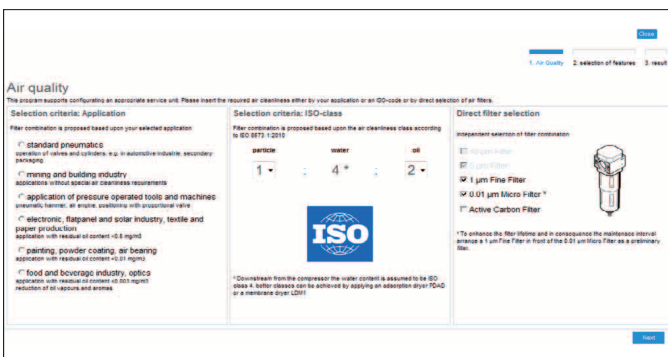 Close
1. Air Quality 2. selection of features 3. result
Air quality
This program supports configurating an appropriate service unit. Please insert the required air cleanliness either by your application or an ISO-code or by direct selection of air filters.
Selection criteria: Application
Filter combination is proposed based upon your selected application
standard pneumatics
operation of valves and cylinders, e.g. in automotive industrie, secondary
packaging
mining and building industry
applications without special air cleanness requirements
application of pressure operated tools and machines
pneumatic hammer, air engine, positioning with proportional valve
electronic, flatpanel and solar industry, textile and
paper production
application with residual oil content <0.5 mg/m3
painting, powder coating, air bearing
application with residual oil content <0.01 mg/m3
food and beverage industry, optics
application with residual oil content <0.003 mg/m3
reduction of oil vapours and aromas
Selection criteria: ISO-class
Filter combination is proposed based upon the air cleanliness class according
to ISO 8573-1:2010
particle water oil
1 : 4 * : 2
ISO
* Downstream from the compressor the water content is assumed to be ISO
class 4, better classes can be achieved by applying an adsorption dryer PDAD
or a membrane dryer LDM1
Direct filter selection
Independent selection of filter combination
40 µm Filter
5 µm Filter
1 µm Fine Filter
0.01 µm Micro Filter *
Active Carbon Filter
* To enhance the filter lifetime and in consequence the maintenance interval
arrange a 1 µm Fine Filter in front of the 0.01 µm Micro Filter as a preliminary
filter.
Next